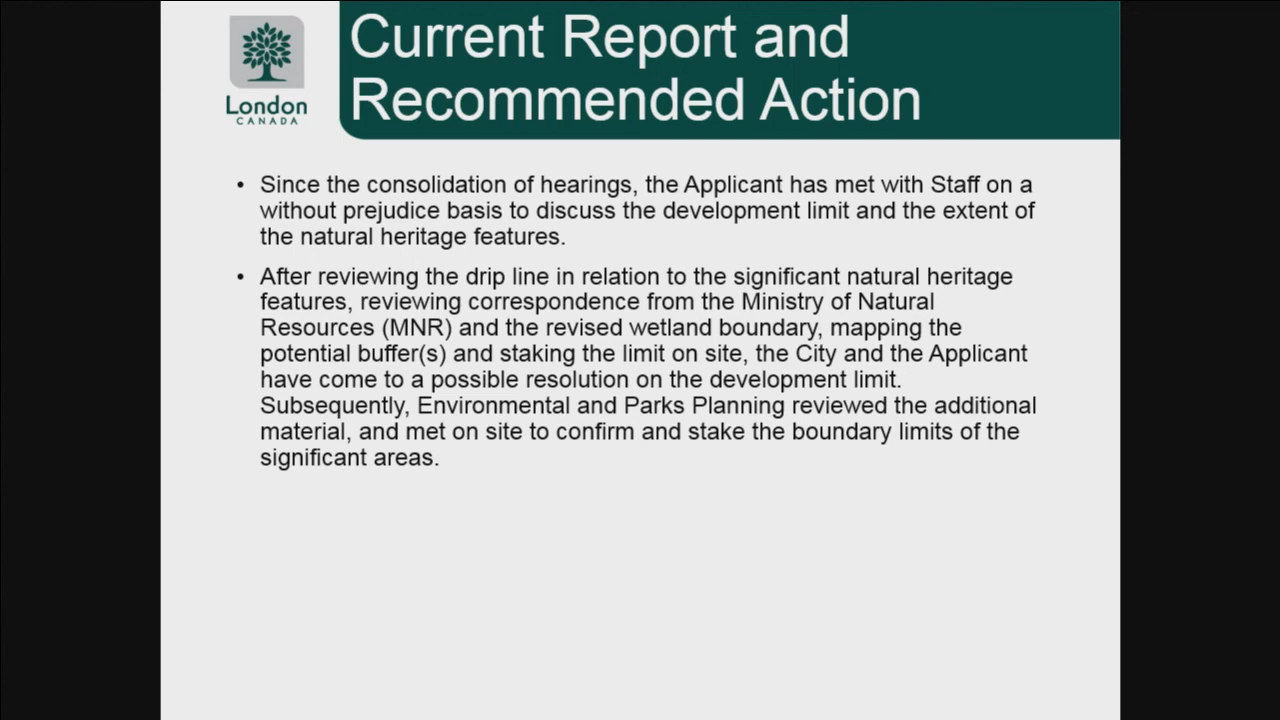 London
CANADA
Current Report and
Recommended Action
• Since the consolidation of hearings, the Applicant has met with Staff on a
without prejudice basis to discuss the development limit and the extent of
the natural heritage features.
• After reviewing the drip line in relation to the significant natural heritage
features, reviewing correspondence from the Ministry of Natural
Resources (MNR) and the revised wetland boundary, mapping the
potential buffer(s) and staking the limit on site, the City and the Applicant
have come to a possible resolution on the development limit.
Subsequently, Environmental and Parks Planning reviewed the additional
material, and met on site to confirm and stake the boundary limits of the
significant areas.